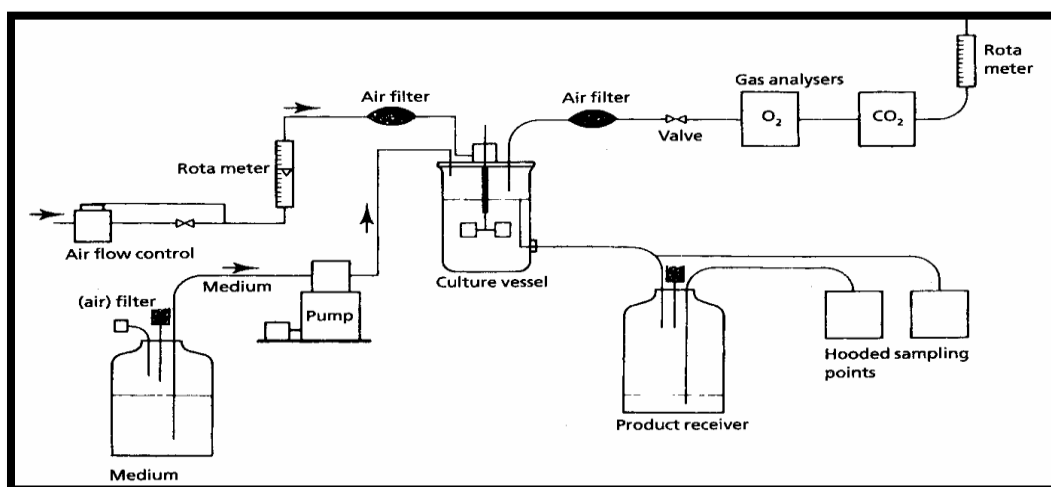 Rota
meter
Gas analysers
Air filter
Air filter
O₂
CO₂
Valve
Rota meter
Air flow control
Medium
Culture vessel
(air) filter
Pump
Hooded sampling
points
Product receiver
Medium